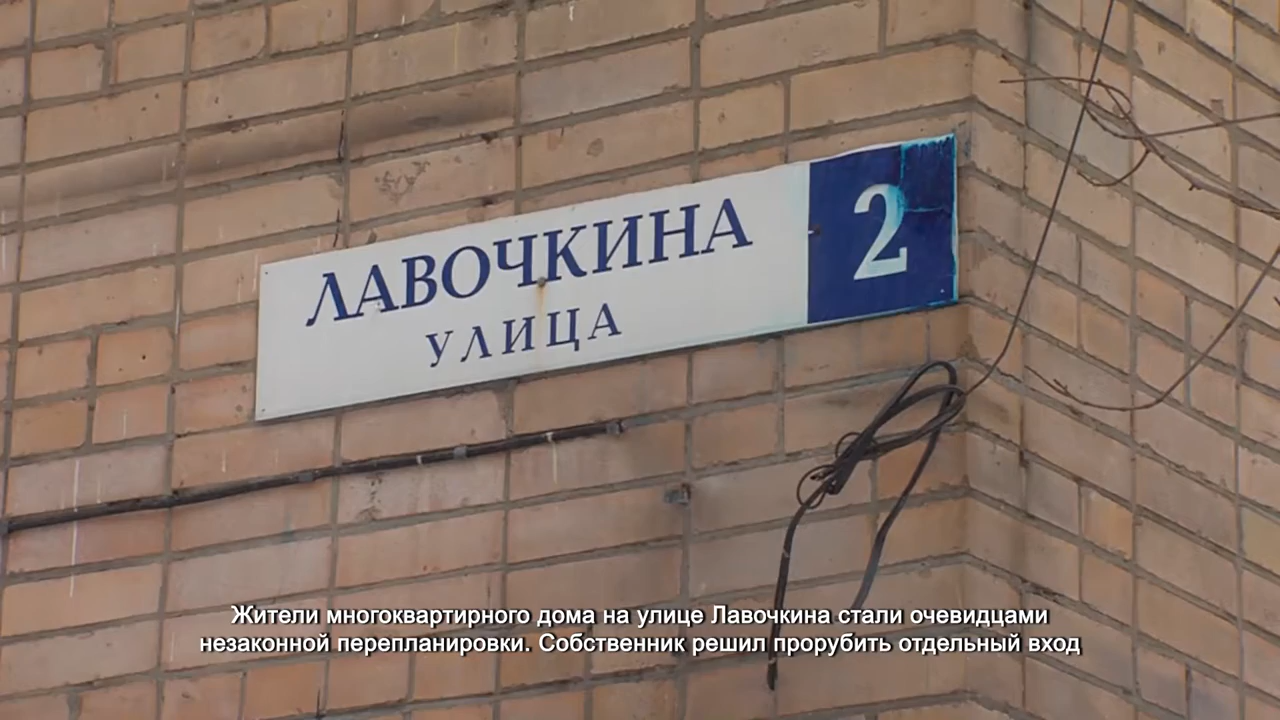 ЛАВОЧКИНА
УЛИЦА
2
Жители многоквартирного дома на улице Лавочкина стали очевидцами
незаконной перепланировки. Собственник решил прорубить отдельный вход